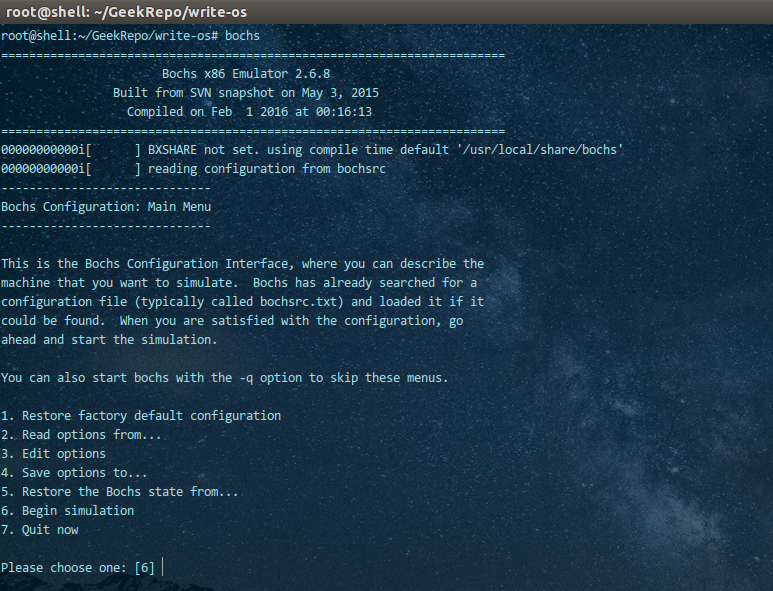 root@shell: ~/GeekRepo/write-os
root@shell:~/GeekRepo/write-os# bochs
========================================================================
Bochs x86 Emulator 2.6.8
Built from SVN snapshot on May 3, 2015
Compiled on Feb  1 2016 at 00:16:13
========================================================================
00000000000i[      ] BXSHARE not set. using compile time default '/usr/local/share/bochs'
00000000000i[      ] reading configuration from bochsrc
------------------------------
Bochs Configuration: Main Menu
------------------------------
This is the Bochs Configuration Interface, where you can describe the
machine that you want to simulate.  Bochs has already searched for a
configuration file (typically called bochsrc.txt) and loaded it if it
could be found.  When you are satisfied with the configuration, go
ahead and start the simulation.
You can also start bochs with the -q option to skip these menus.
1. Restore factory default configuration
2. Read options from...
3. Edit options
4. Save options to...
5. Restore the Bochs state from...
6. Begin simulation
7. Quit now
Please choose one: [6]